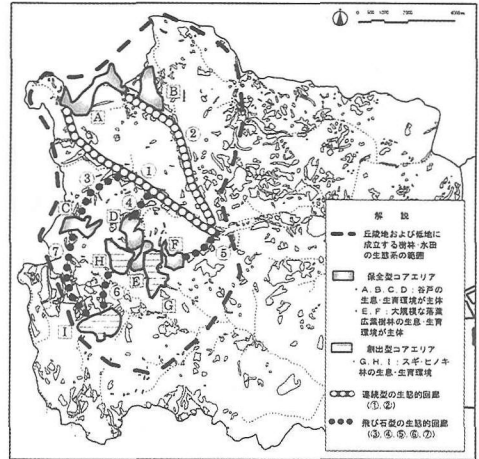 A
B
②
①
③
④
C
D
⑦
H
F
⑤
E
⑥
G
I
解 説
丘陵地および低地に
成立する樹林・水田
の生態系の範囲
保全型コアエリア
・A、B、C、D：谷戸の
生息・生育環境が主体
・E、F：大規模な落葉
広葉樹林の生息・生育
環境が主体
創出型コアエリア
・G、H、I：スギ・ヒノキ
林の生息・生育環境
連続型の生態的回廊
(①、②)
飛び石型の生態的回廊
(③、④、⑤、⑥、⑦)